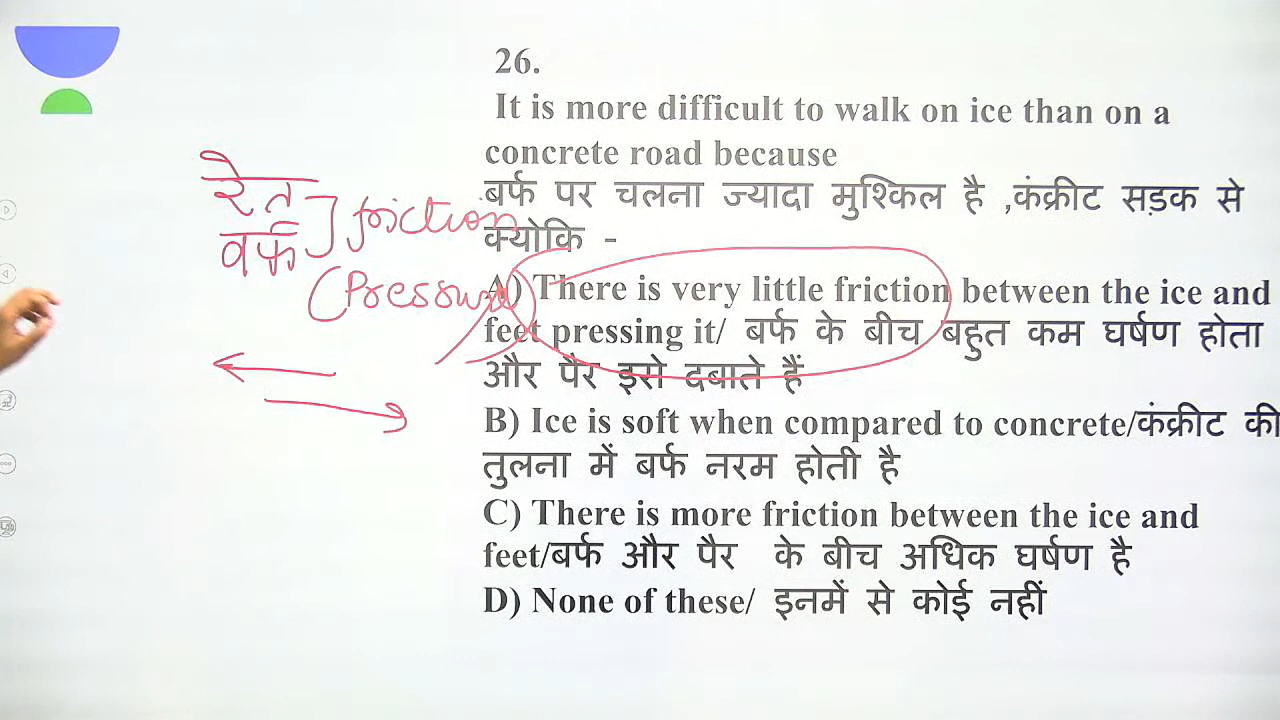 26.
It is more difficult to walk on ice than on a
concrete road because
बर्फ पर चलना ज्यादा मुश्किल है ,कंक्रीट सड़क से
क्योकि -
A) There is very little friction between the ice and
feet pressing it/ बर्फ के बीच बहुत कम घर्षण होता
और पैर इसे दबाते हैं
B) Ice is soft when compared to concrete/कंक्रीट की
तुलना में बर्फ नरम होती है
C) There is more friction between the ice and
feet/बर्फ और पैर के बीच अधिक घर्षण है
D) None of these/ इनमें से कोई नहीं
रेत
बर्फ
friction
(Pressure)